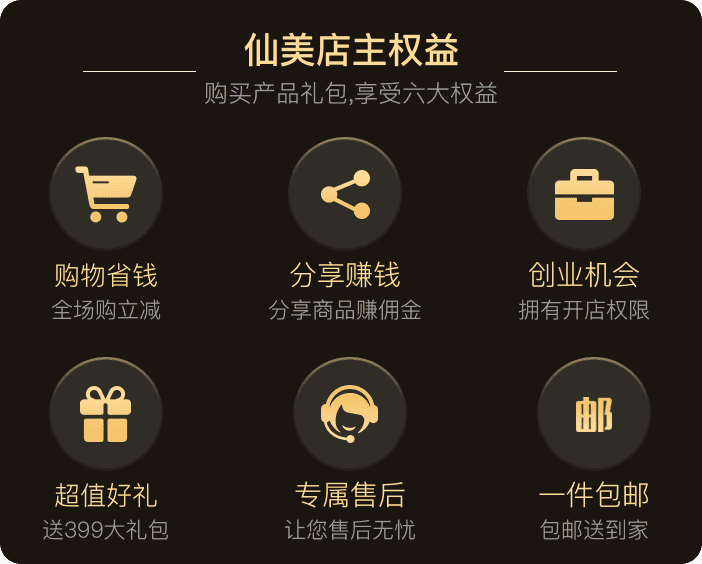 仙美店主权益
购买产品礼包,享受六大权益
购物省钱
分享赚钱
创业机会
全场购立减
分享商品赚佣金
拥有开店权限
邮
超值好礼
专属售后
一件包邮
送399大礼包
让您售后无忧
包邮送到家